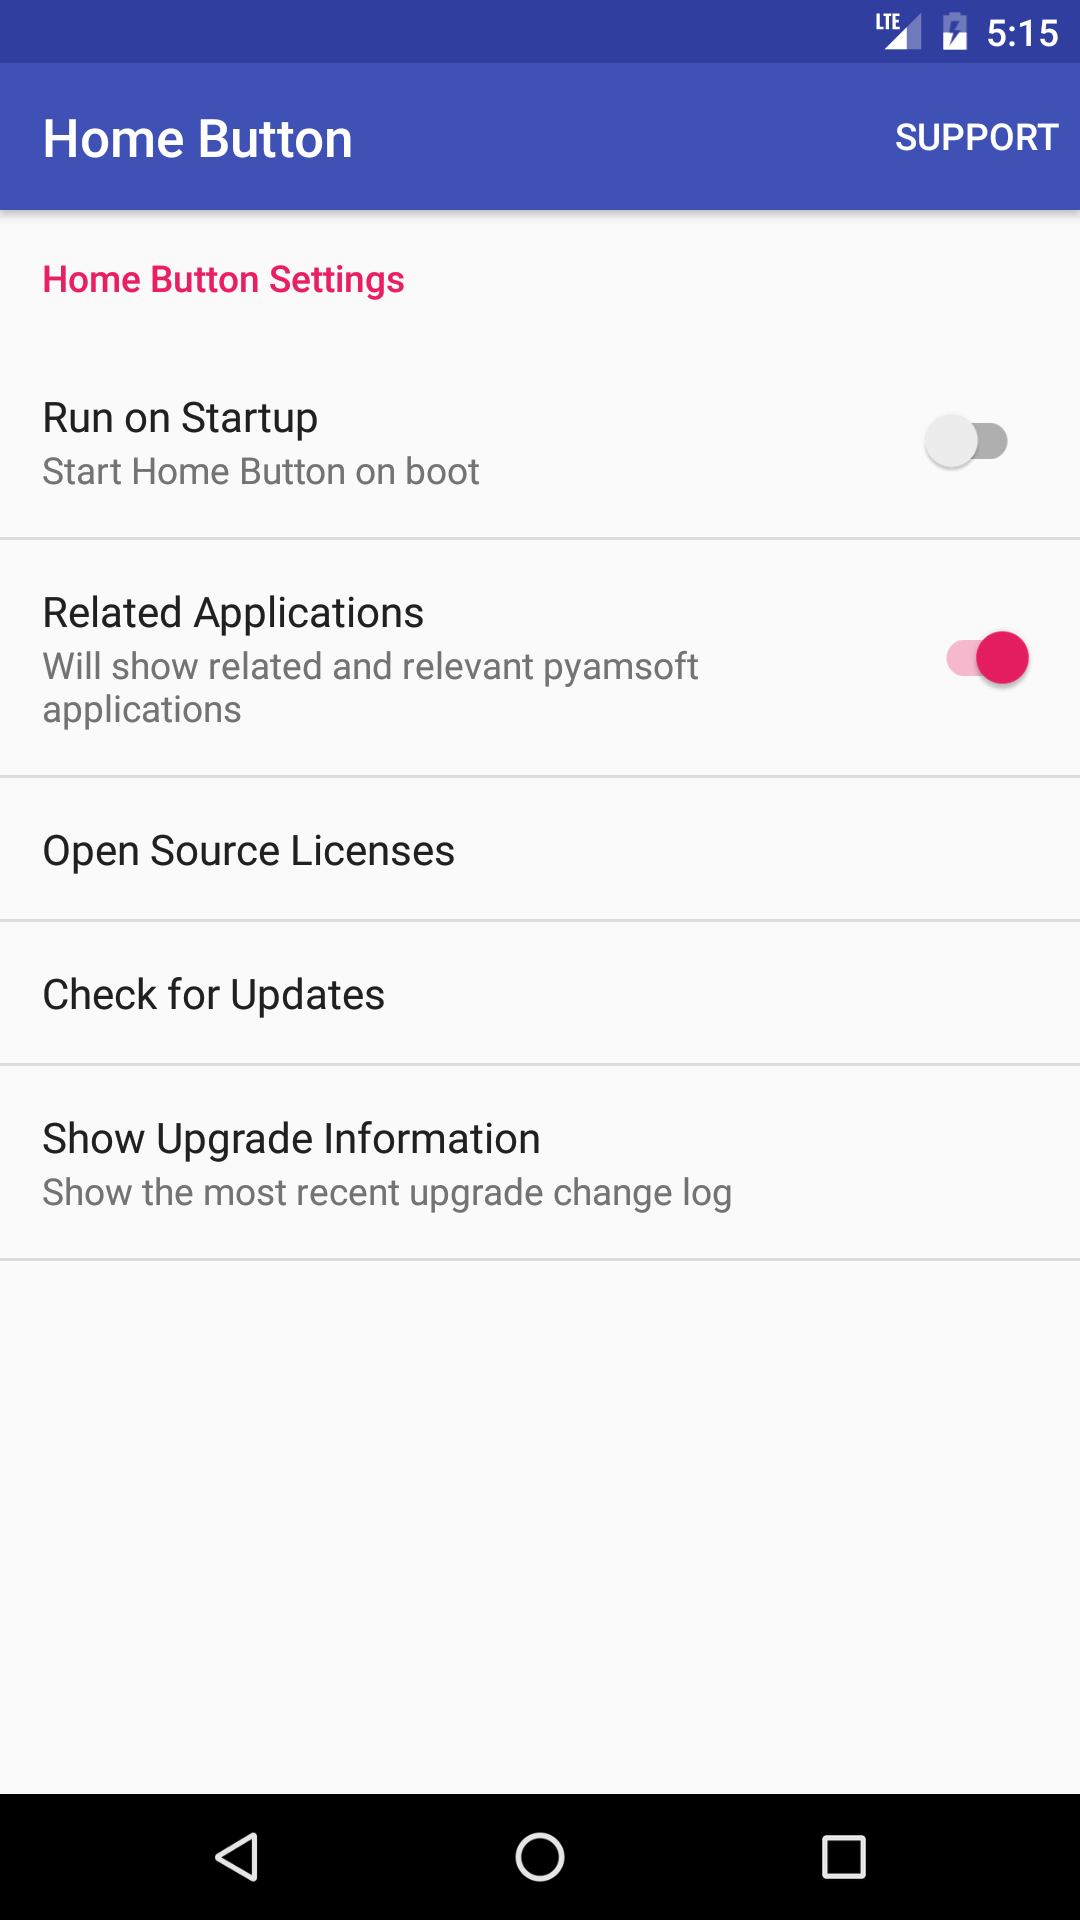 LTE 5:15
Home Button SUPPORT
Home Button Settings
Run on Startup
Start Home Button on boot
Related Applications
Will show related and relevant pyamsoft
applications
Open Source Licenses
Check for Updates
Show Upgrade Information
Show the most recent upgrade change log